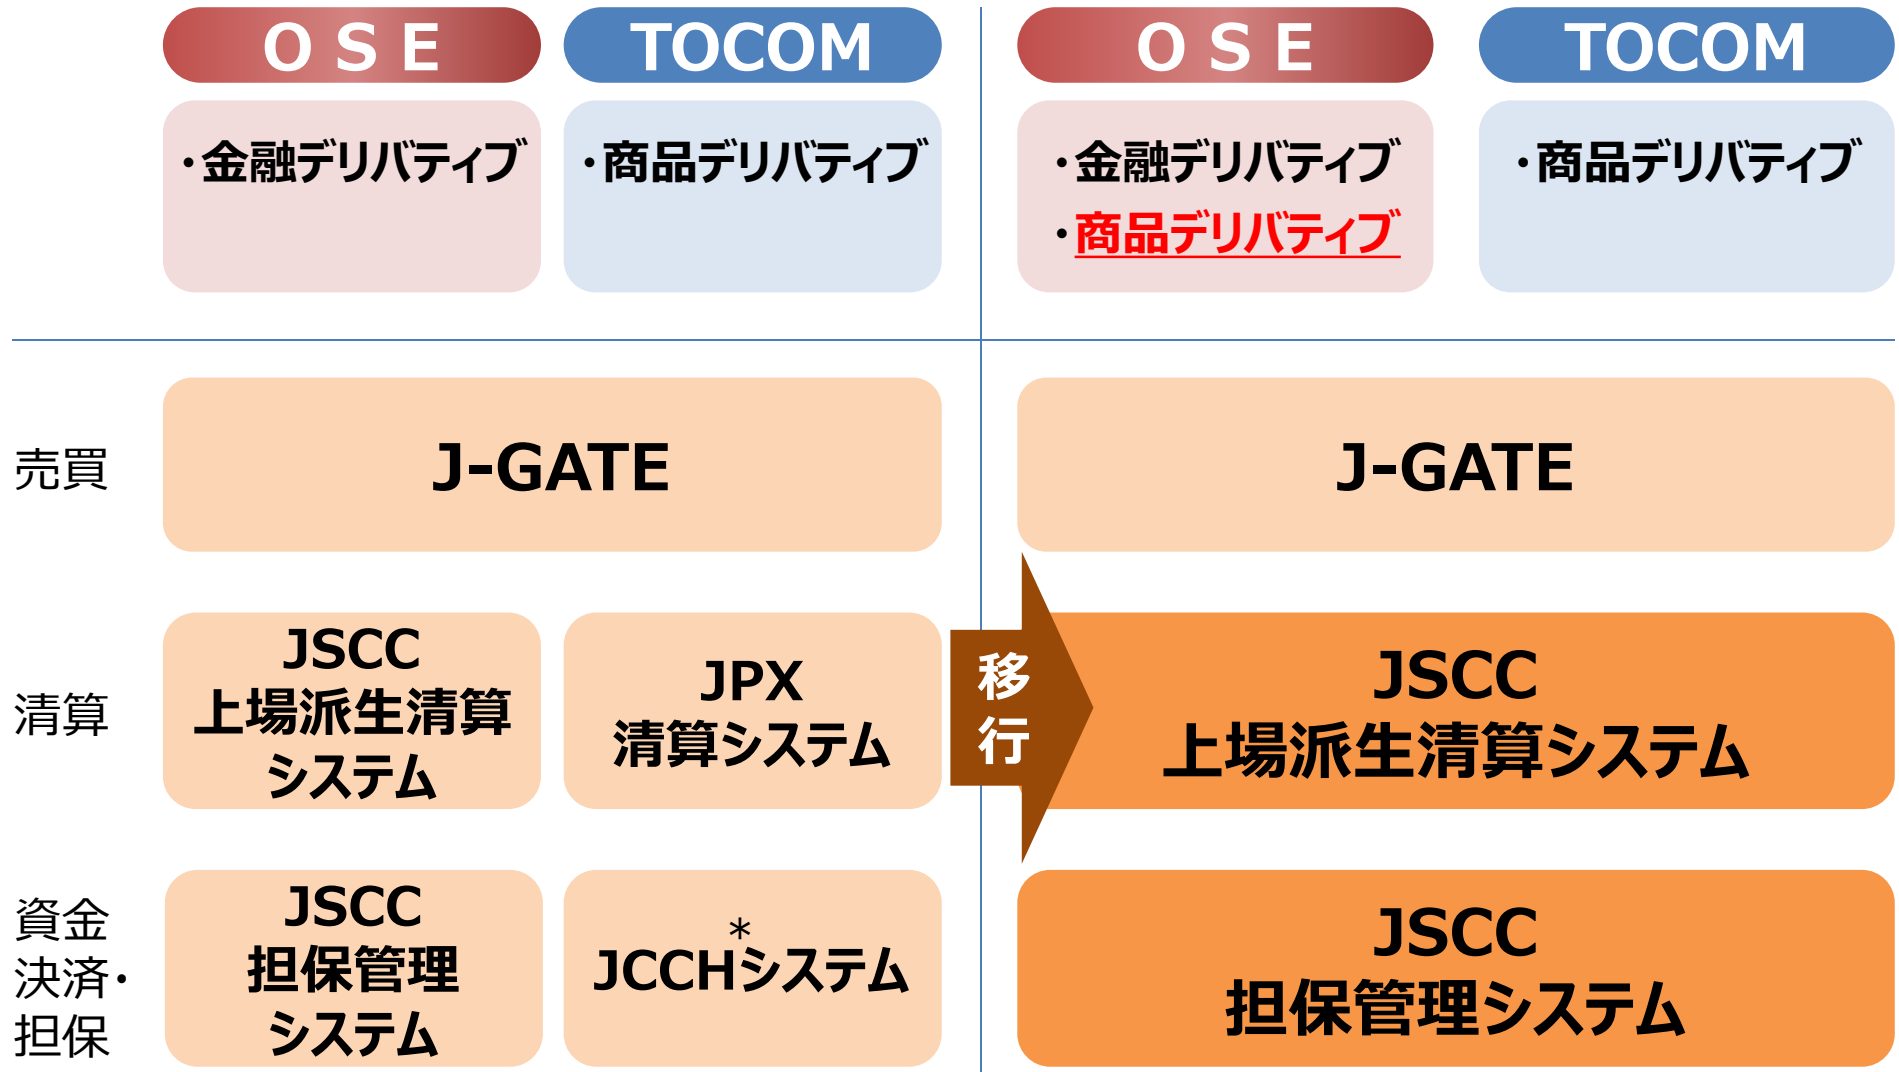 O S E
TOCOM
O S E
TOCOM
・金融デリバティブ
・商品デリバティブ
・金融デリバティブ
・商品デリバティブ
・商品デリバティブ
売買
J-GATE
J-GATE
清算
JSCC
上場派生清算
システム
JPX
清算システム
移
行
JSCC
上場派生清算システム
資金
決済・
担保
JSCC
担保管理
システム
*
JCCHシステム
JSCC
担保管理システム